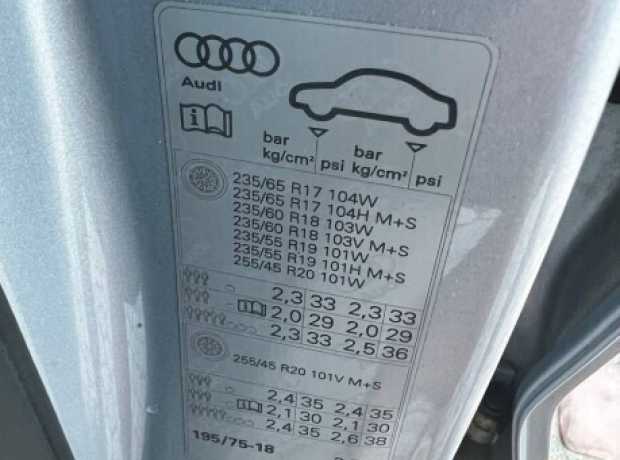 Audi
i
bar bar
kg/cm² psi kg/cm² psi
235/65 R17 104W
235/65 R17 104H M+S
235/60 R18 103W
235/60 R18 103V M+S
235/55 R19 101W
235/55 R19 101H M+S
255/45 R20 101W
2,3 33 2,3 33
2,0 29 2,0 29
2,3 33 2,5 36
255/45 R20 101V M+S
2,4 35 2,4 35
2,1 30 2,1 30
2,4 35 2,6 38
195/75-18